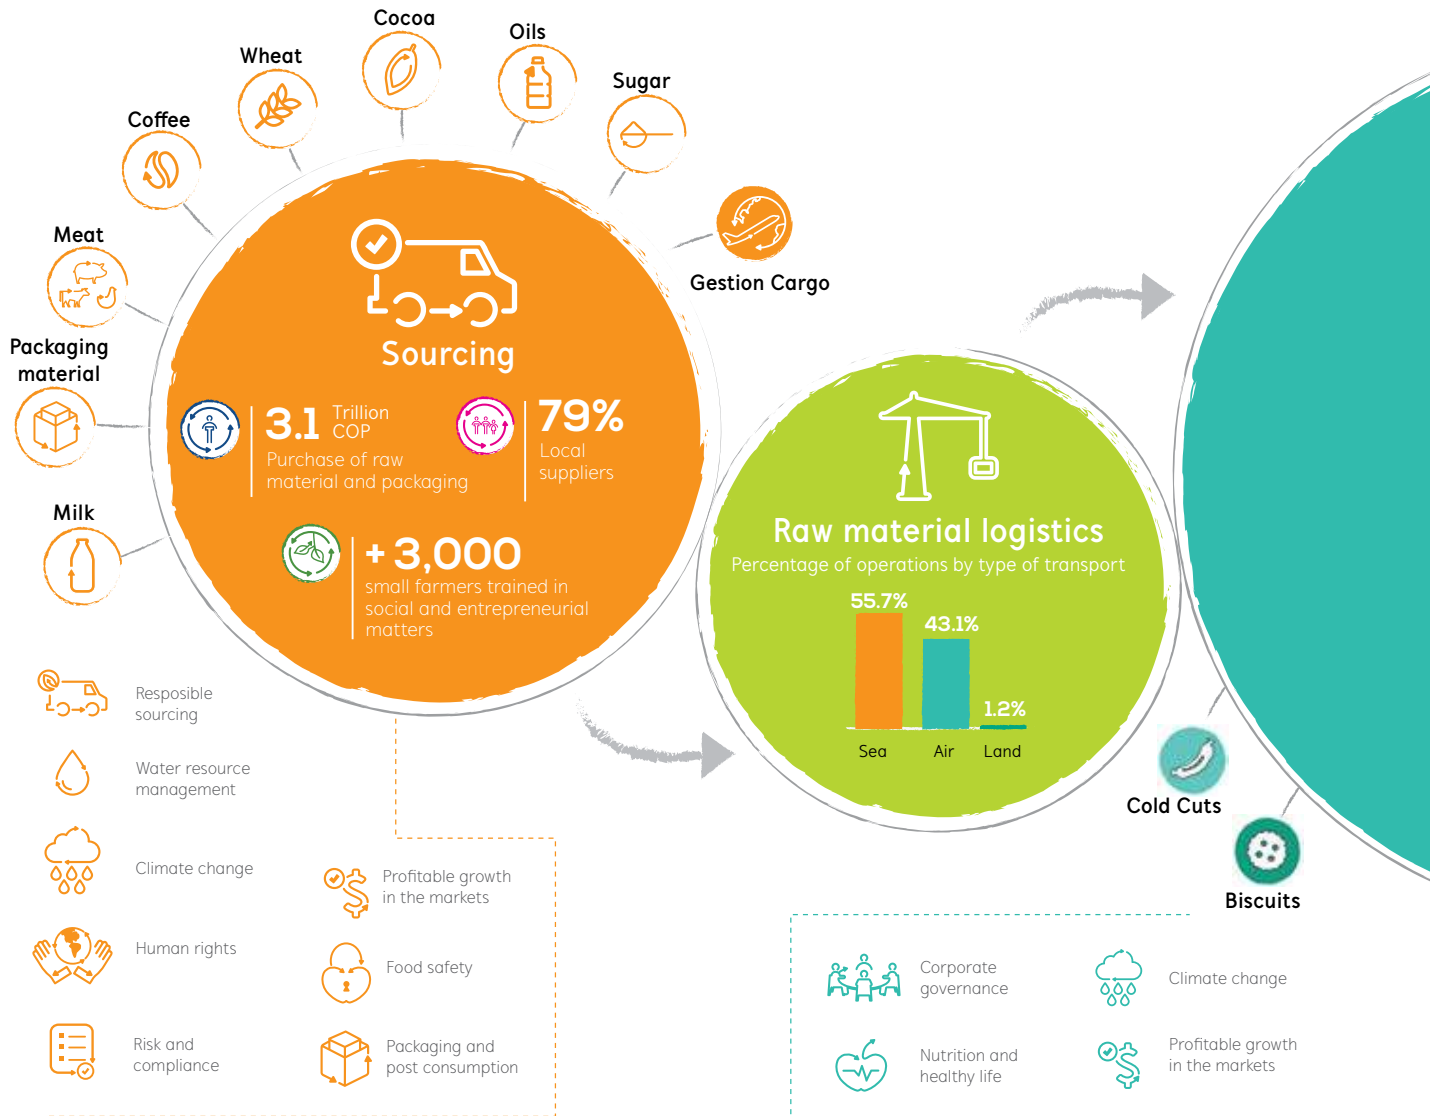 Cocoa
Oils
Wheat
Sugar
Coffee
Meat
Gestion Cargo
Packaging
material
Milk
Sourcing
3.1 Trillion
COP
Purchase of raw
material and packaging
79%
Local
suppliers
+ 3,000
small farmers trained in
social and entrepreneurial
matters
Raw material logistics
Percentage of operations by type of transport
55.7%
43.1%
1.2%
Sea Air Land
Cold Cuts
Biscuits
Resposible
sourcing
Water resource
management
Climate change
Human rights
Risk and
compliance
Profitable growth
in the markets
Food safety
Packaging and
post consumption
Corporate
governance
Nutrition and
healthy life
Climate change
Profitable growth
in the markets